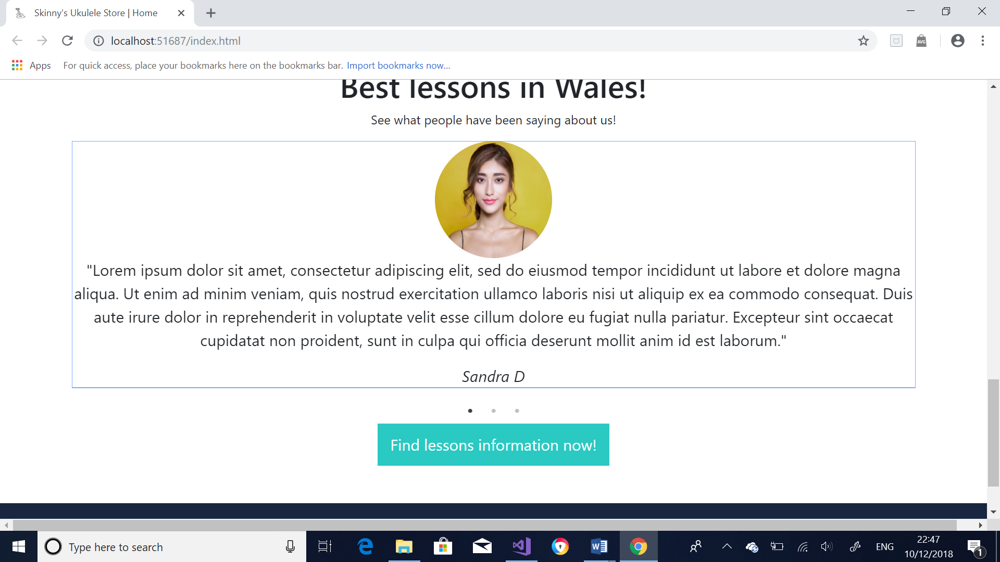 Skinny's Ukulele Store | Home
localhost:51687/index.html
AVG
Apps
For quick access, place your bookmarks here on the bookmarks bar. Import bookmarks now...
Best lessons in Wales!
See what people have been saying about us!
"Lorem ipsum dolor sit amet, consectetur adipiscing elit, sed do eiusmod tempor incididunt ut labore et dolore magna
aliqua. Ut enim ad minim veniam, quis nostrud exercitation ullamco laboris nisi ut aliquip ex ea commodo consequat. Duis
aute irure dolor in reprehenderit in voluptate velit esse cillum dolore eu fugiat nulla pariatur. Excepteur sint occaecat
cupidatat non proident, sunt in culpa qui officia deserunt mollit anim id est laborum."
Sandra D
Find lessons information now!
Type here to search
ENG
22:47
10/12/2018
1